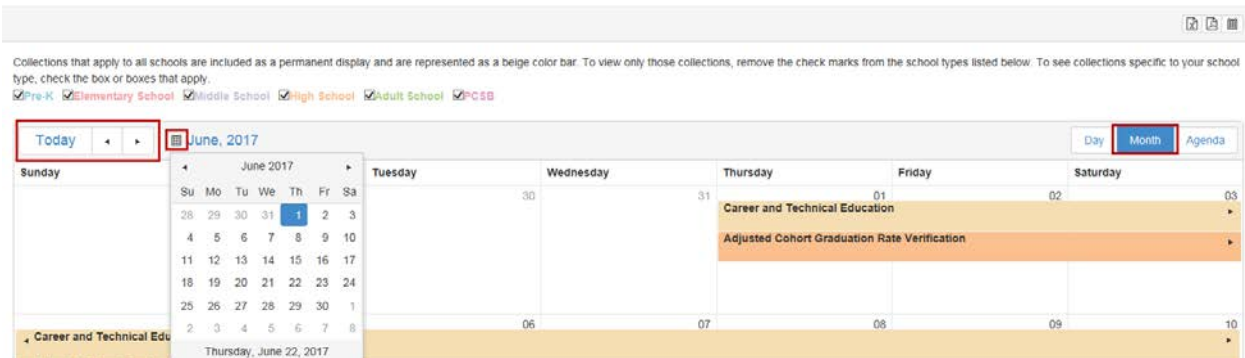 Collections that apply to all schools are included as a permanent display and are represented as a beige color bar. To view only those collections, remove the check marks from the school types listed below. To see collections specific to your school
type, check the box or boxes that apply.
Pre-K Elementary School Middle School High School Adult School PCSB
Today June, 2017 Day Month Agenda
June 2017
Sunday Tuesday Wednesday Thursday Friday Saturday
Su Mo Tu We Th Fr Sa
30 31 01 02 03
28 29 30 31 1 2 3
Career and Technical Education
4 5 6 7 8 9 10
Adjusted Cohort Graduation Rate Verification
11 12 13 14 15 16 17
18 19 20 21 22 23 24
25 26 27 28 29 30 1
2 3 4 5 6 7 8
06 07 08 09 10
Career and Technical Edu
Thursday, June 22, 2017